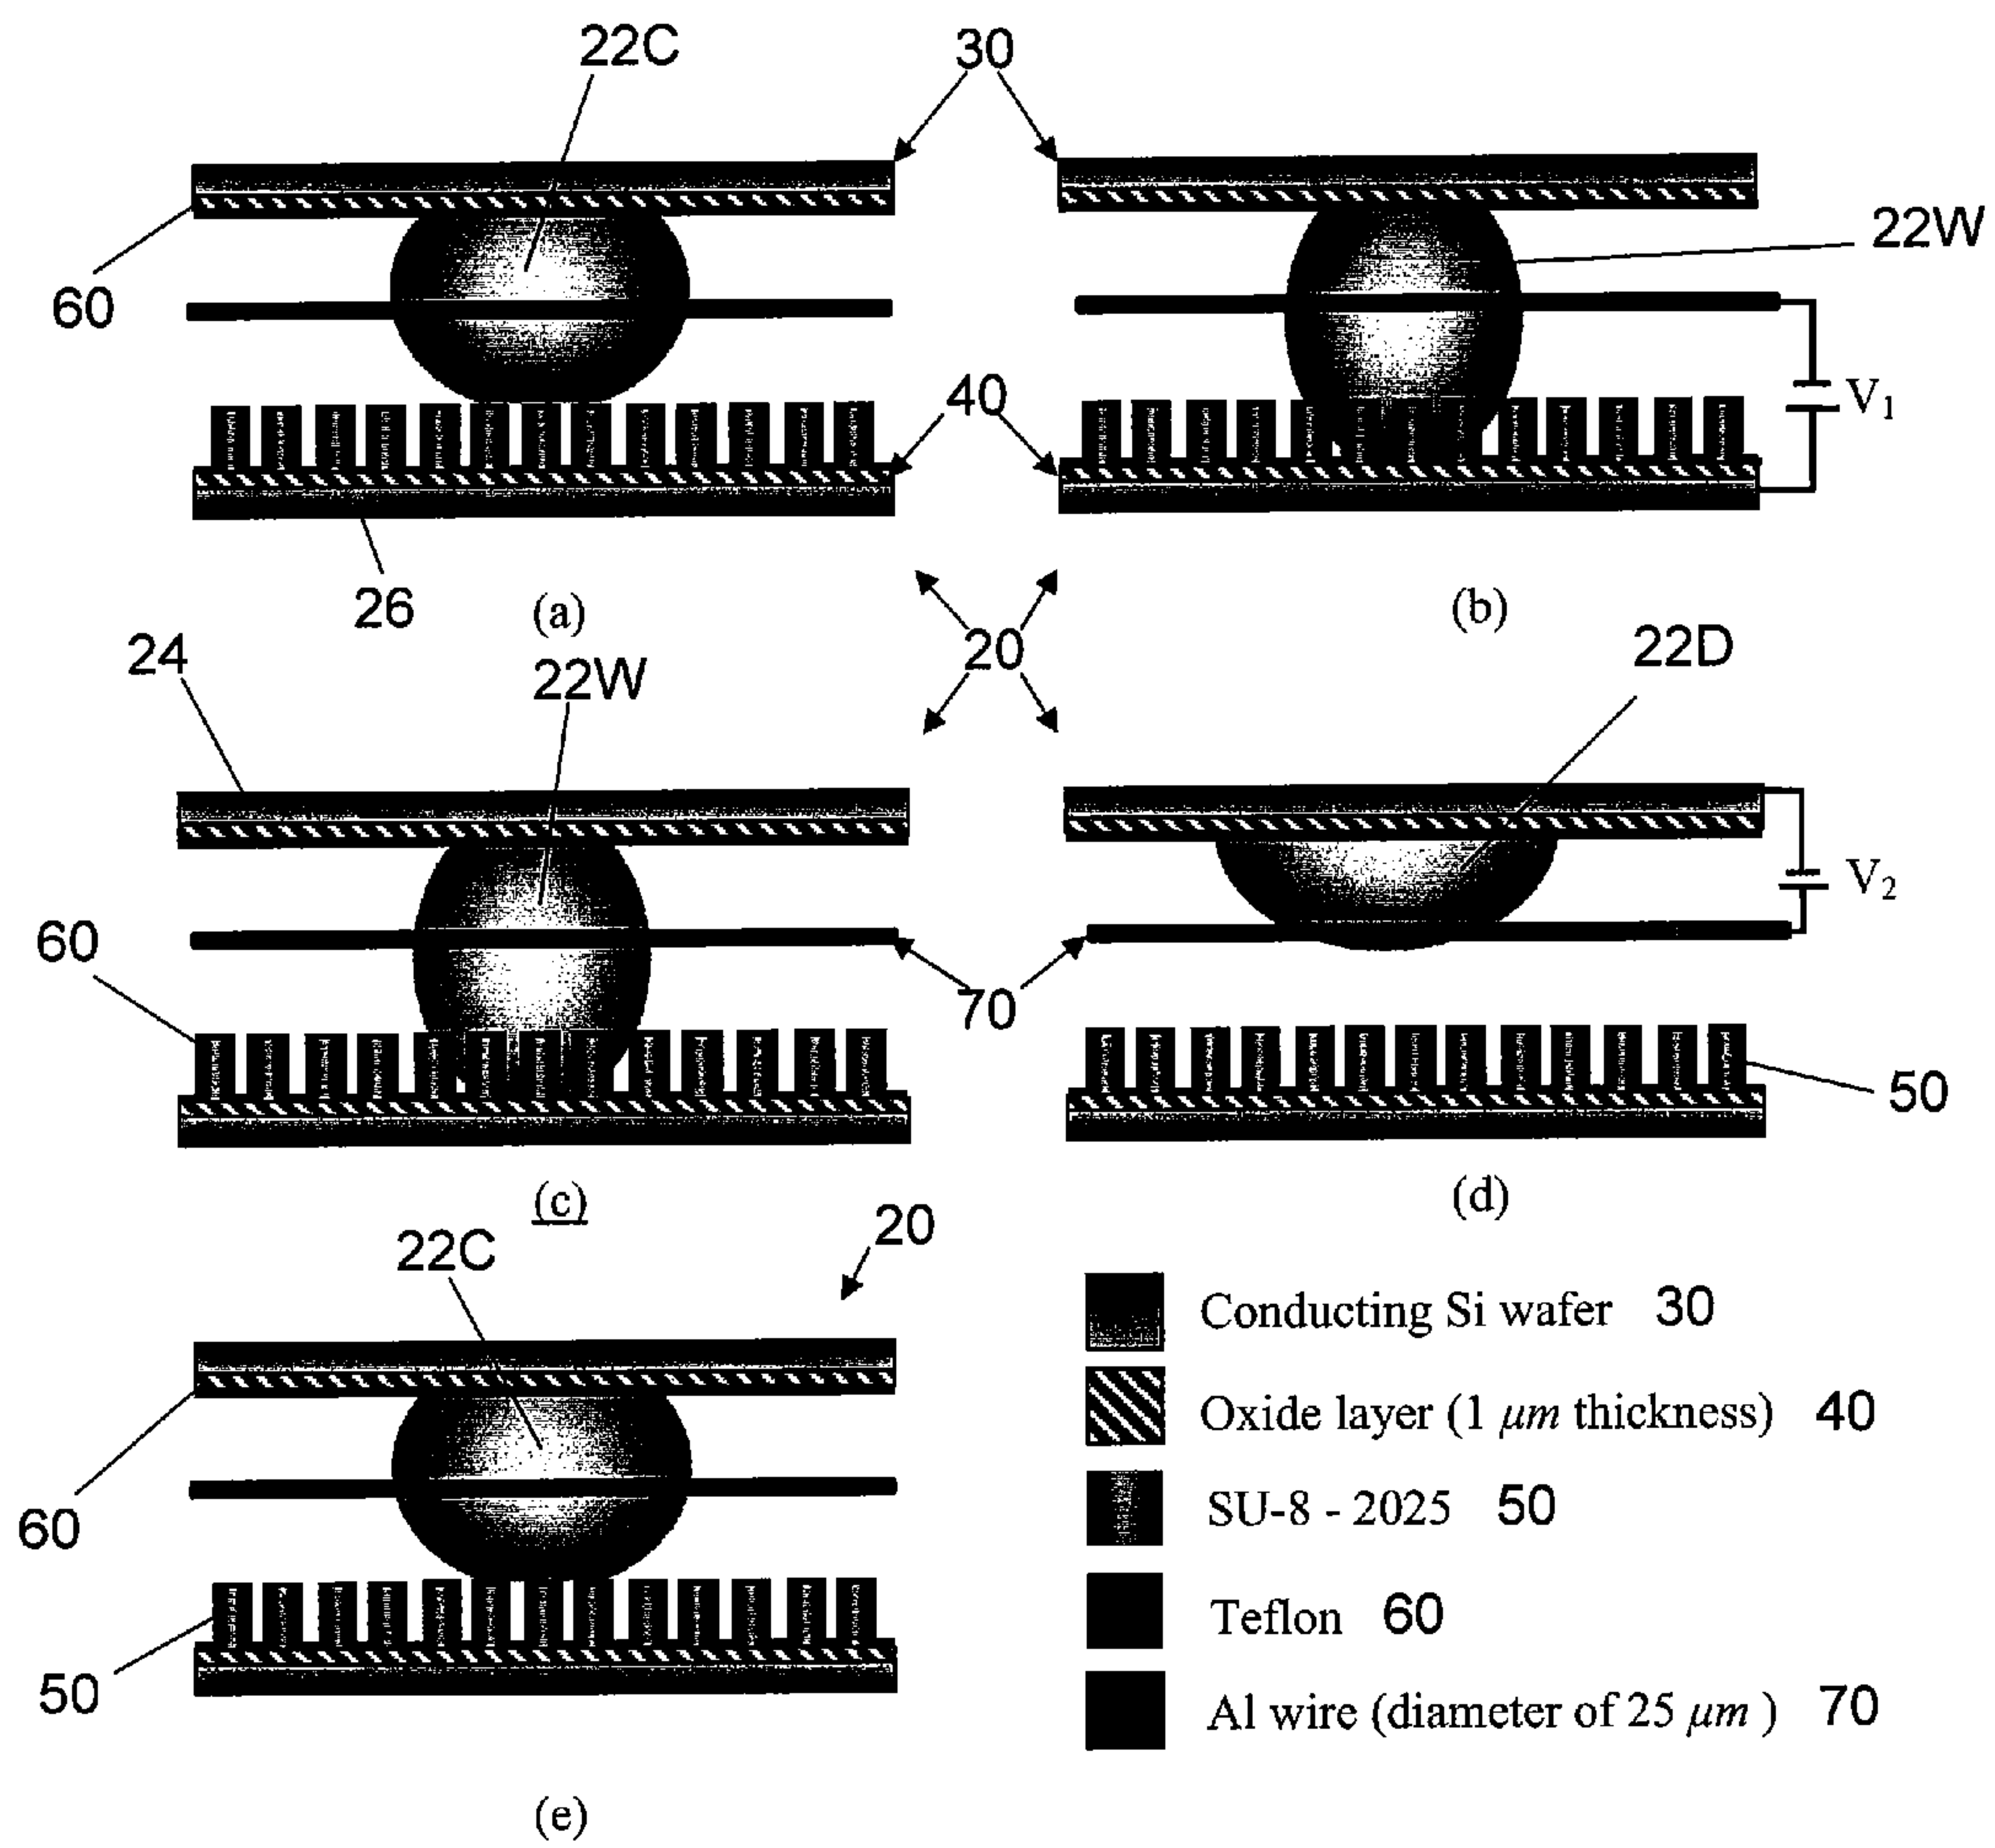 22C
30
22W
60
40
V1
26
(a)
(b)
20
24
22W
22D
60
V2
70
50
(c)
(d)
20
22C
Conducting Si wafer 30
Oxide layer (1 μm thickness) 40
60
SU-8 - 2025 50
Teflon 60
50
Al wire (diameter of 25 μm ) 70
(e)